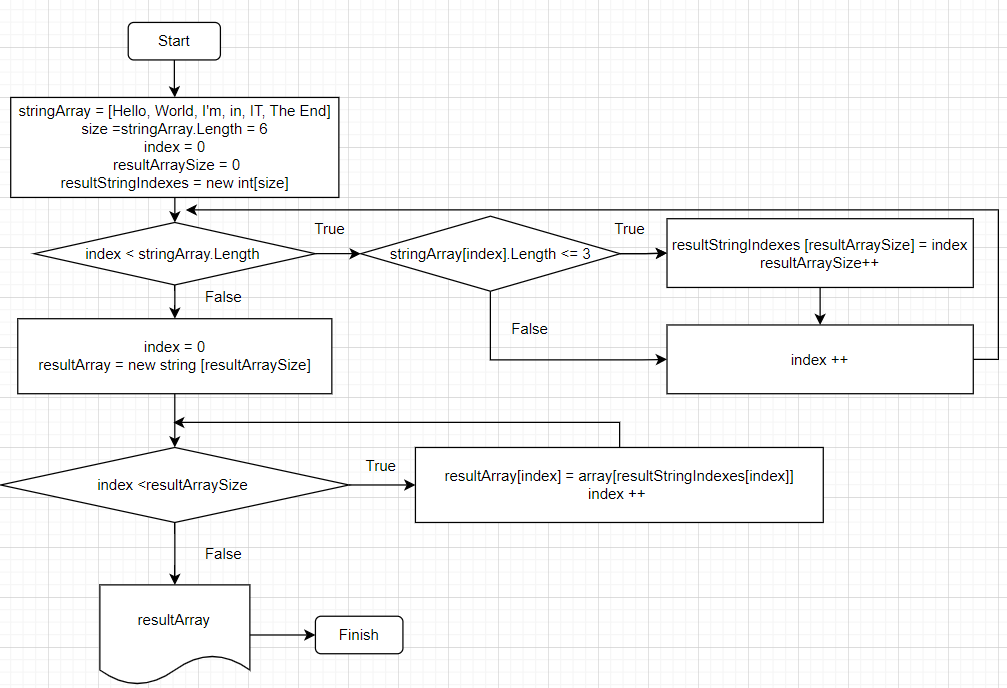 Start
stringArray = [Hello, World, I'm, in, IT, The End]
size =stringArray.Length = 6
index = 0
resultArraySize = 0
resultStringIndexes = new int[size]
index < stringArray.Length
True
stringArray[index].Length <= 3
True
resultStringIndexes [resultArraySize] = index
resultArraySize++
False
False
index ++
index = 0
resultArray = new string [resultArraySize]
index <resultArraySize
True
resultArray[index] = array[resultStringIndexes[index]]
index ++
False
resultArray
Finish